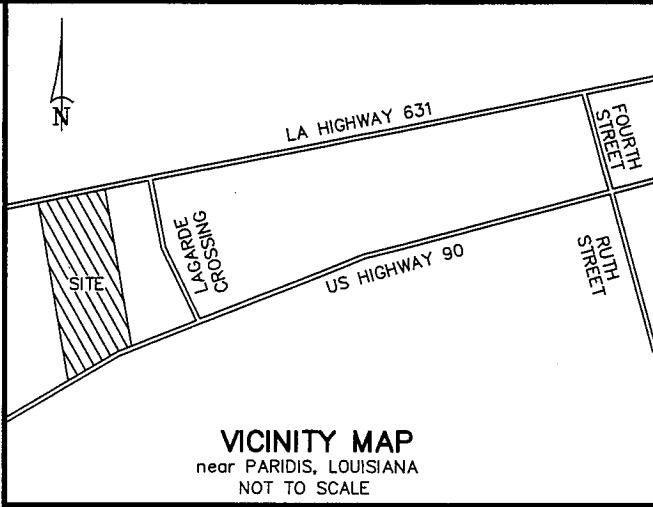 N
LA HIGHWAY 631
FOURTH
STREET
LAGARDE
CROSSING
SITE
US HIGHWAY 90
RUTH
STREET
VICINITY MAP
near PARIDIS, LOUISIANA
NOT TO SCALE